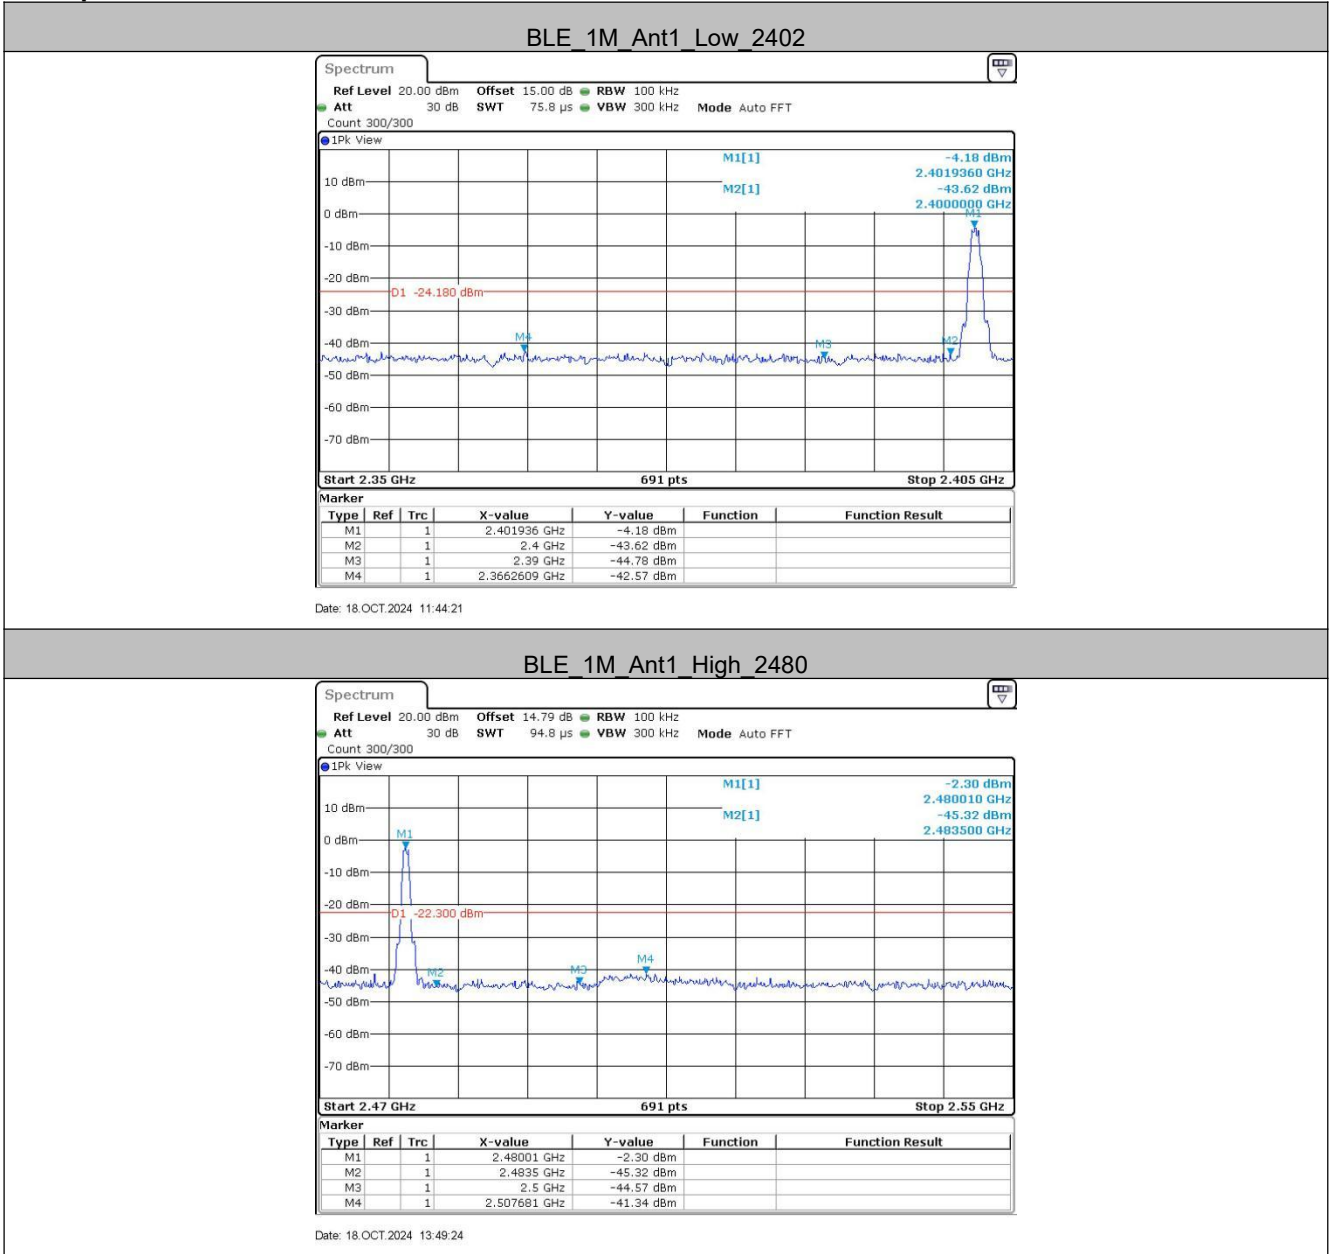 BLE_1M_Ant1_Low_2402
Spectrum
Ref Level 20.00 dBm Offset 15.00 dB RBW 100 kHz
Att 30 dB SWT 75.8 µs VBW 300 kHz Mode Auto FFT
Count 300/300
1Pk View
M1[1] -4.18 dBm
2.4019360 GHz
10 dBm
M2[1] -43.62 dBm
2.4000000 GHz
0 dBm
M1
-10 dBm
-20 dBm
D1 -24.180 dBm
-30 dBm
M4
-40 dBm
M3
M2
-50 dBm
-60 dBm
-70 dBm
Start 2.35 GHz 691 pts Stop 2.405 GHz
Marker
Type Ref Trc X-value Y-value Function Function Result
M1 1 2.401936 GHz -4.18 dBm
M2 1 2.4 GHz -43.62 dBm
M3 1 2.39 GHz -44.78 dBm
M4 1 2.3662609 GHz -42.57 dBm
Date: 18.OCT.2024 11:44:21
BLE_1M_Ant1_High_2480
Spectrum
Ref Level 20.00 dBm Offset 14.79 dB RBW 100 kHz
Att 30 dB SWT 94.8 µs VBW 300 kHz Mode Auto FFT
Count 300/300
1Pk View
M1[1] -2.30 dBm
2.480010 GHz
10 dBm
M2[1] -45.32 dBm
2.483500 GHz
0 dBm
M1
-10 dBm
-20 dBm
D1 -22.300 dBm
-30 dBm
M4
-40 dBm
M2
M3
-50 dBm
-60 dBm
-70 dBm
Start 2.47 GHz 691 pts Stop 2.55 GHz
Marker
Type Ref Trc X-value Y-value Function Function Result
M1 1 2.48001 GHz -2.30 dBm
M2 1 2.4835 GHz -45.32 dBm
M3 1 2.5 GHz -44.57 dBm
M4 1 2.507681 GHz -41.34 dBm
Date: 18.OCT.2024 13:49:24